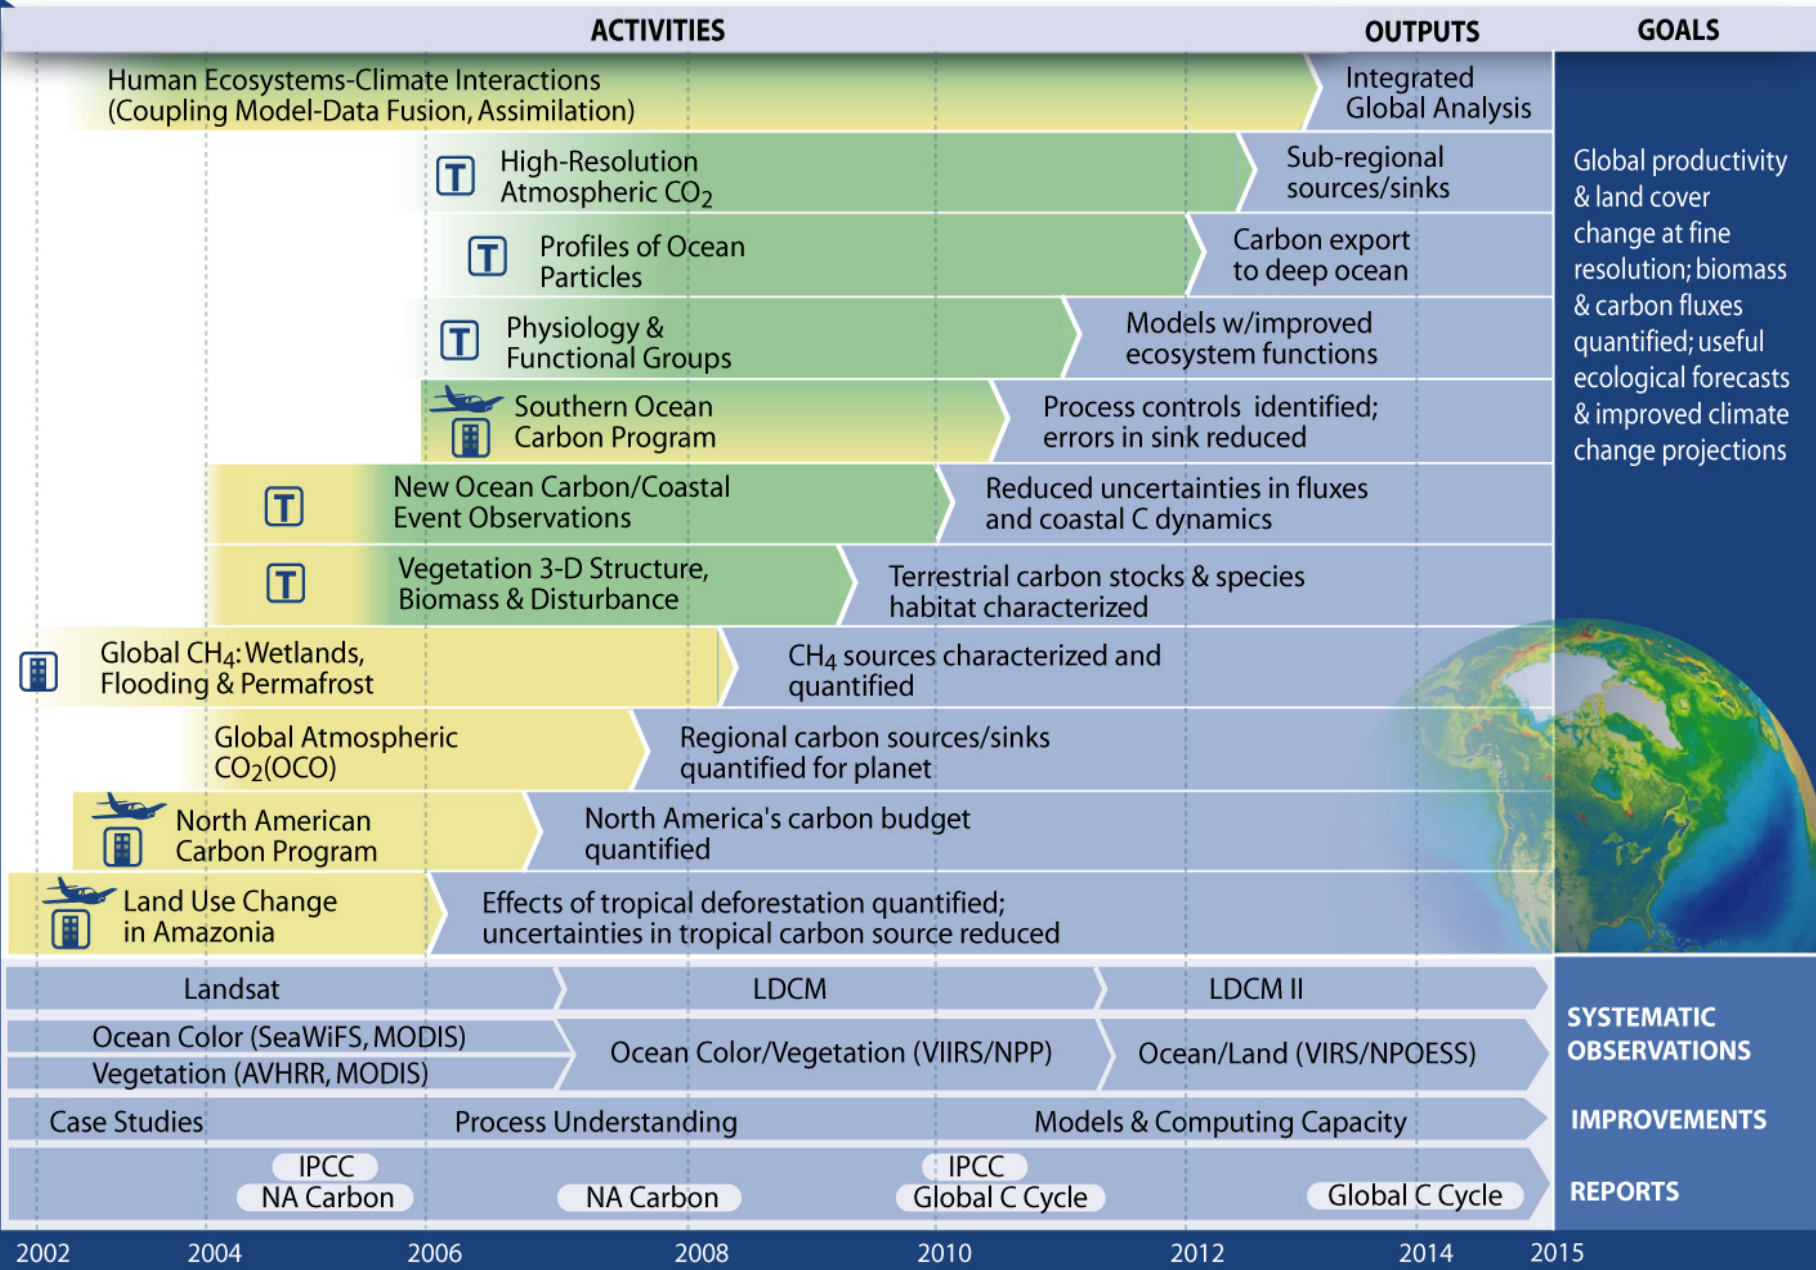 ACTIVITIES
OUTPUTS
GOALS
Human Ecosystems-Climate Interactions
(Coupling Model-Data Fusion, Assimilation)
Integrated
Global Analysis
T
High-Resolution
Atmospheric CO₂
Sub-regional
sources/sinks
T
Profiles of Ocean
Particles
Carbon export
to deep ocean
T
Physiology &
Functional Groups
Models w/improved
ecosystem functions
Southern Ocean
Carbon Program
Process controls identified;
errors in sink reduced
T
New Ocean Carbon/Coastal
Event Observations
Reduced uncertainties in fluxes
and coastal C dynamics
T
Vegetation 3-D Structure,
Biomass & Disturbance
Terrestrial carbon stocks & species
habitat characterized
Global CH₄: Wetlands,
Flooding & Permafrost
CH₄ sources characterized and
quantified
Global Atmospheric
CO₂(OCO)
Regional carbon sources/sinks
quantified for planet
North American
Carbon Program
North America's carbon budget
quantified
Land Use Change
in Amazonia
Effects of tropical deforestation quantified;
uncertainties in tropical carbon source reduced
Global productivity
& land cover
change at fine
resolution; biomass
& carbon fluxes
quantified; useful
ecological forecasts
& improved climate
change projections
Landsat
LDCM
LDCM II
Ocean Color (SeaWiFS, MODIS)
Vegetation (AVHRR, MODIS)
Ocean Color/Vegetation (VIIRS/NPP)
Ocean/Land (VIRS/NPOESS)
SYSTEMATIC
OBSERVATIONS
Case Studies
Process Understanding
Models & Computing Capacity
IMPROVEMENTS
IPCC
NA Carbon
NA Carbon
IPCC
Global C Cycle
Global C Cycle
REPORTS
2002
2004
2006
2008
2010
2012
2014
2015